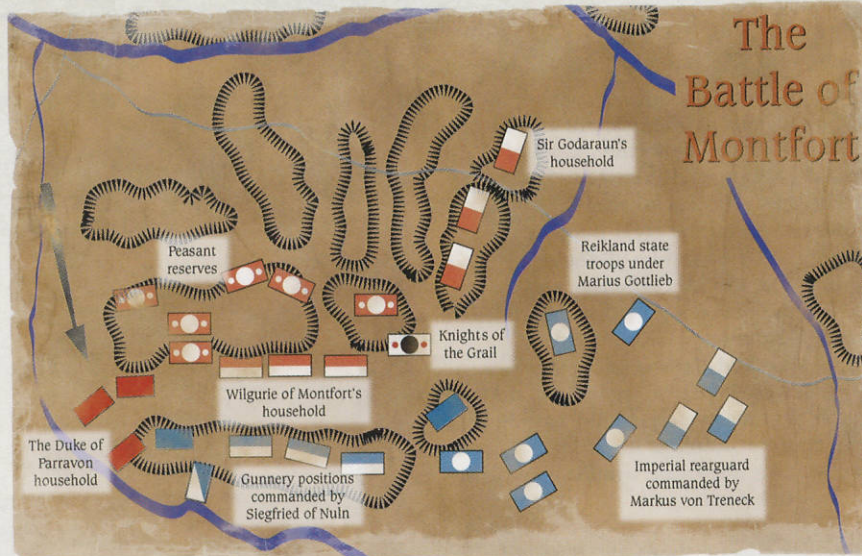 The
Battle of
Montfort
Sir Godaraun's
household
Peasant
reserves
Reikland state
troops under
Marius Gottlieb
Knights of
the Grail
Wilgurie of Montfort's
household
The Duke of
Parravon
household
Gunnery positions
commanded by
Siegfried of Nuln
Imperial rearguard
commanded by
Markus von Treneck